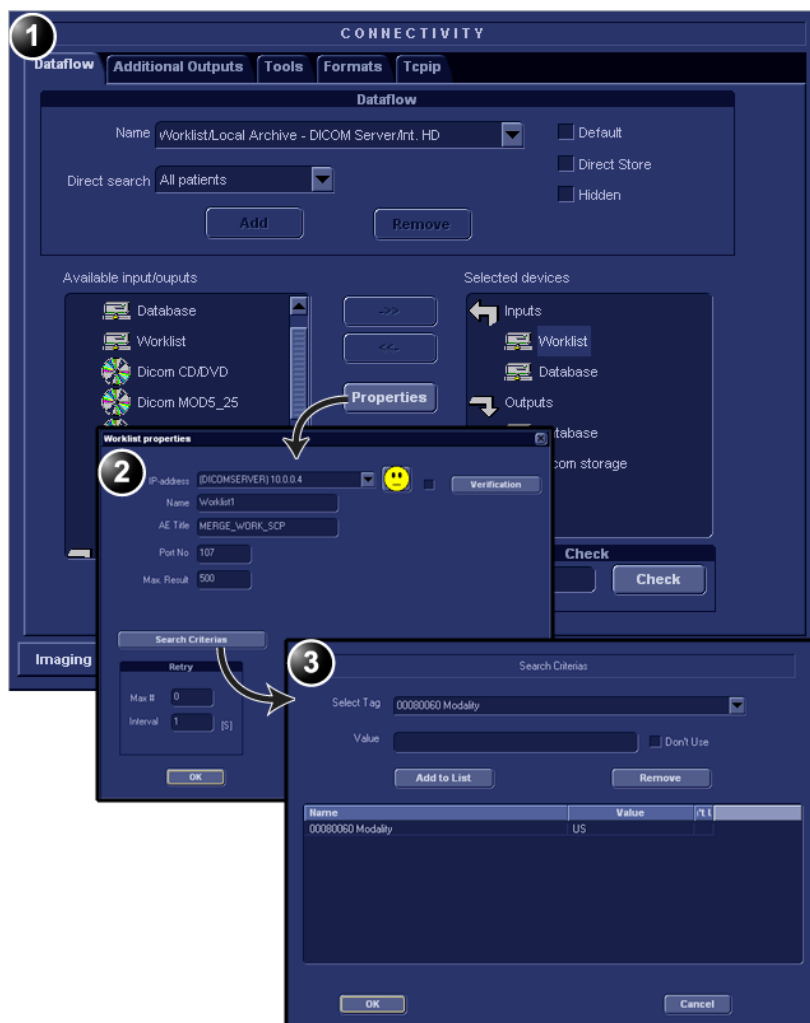 1
CONNECTIVITY
Dataflow Additional Outputs Tools Formats Tcpip
Dataflow
Name Worklist/Local Archive - DICOM Server/Int. HD
Default
Direct Store
Direct search All patients
Hidden
Add Remove
Available input/ouputs
Database
Worklist
Dicom CD/DVD
Dicom MOD5_25
->>
<<-
Properties
Selected devices
Inputs
Worklist
Database
Outputs
tabase
com storage
Check
Check
Imaging
2
Worklist properties
IP-address (DICOMSERVER) 10.0.0.4 Verification
Name Worklist1
AE Title MERGE_WORK_SCP
Port No 107
Max. Result 500
Search Criterias
Retry
Max # 0
Interval 1 [S]
OK
3
Search Criterias
Select Tag 00080060 Modality
Value Don't Use
Add to List Remove
Name Value 't U
00080060 Modality US
OK Cancel